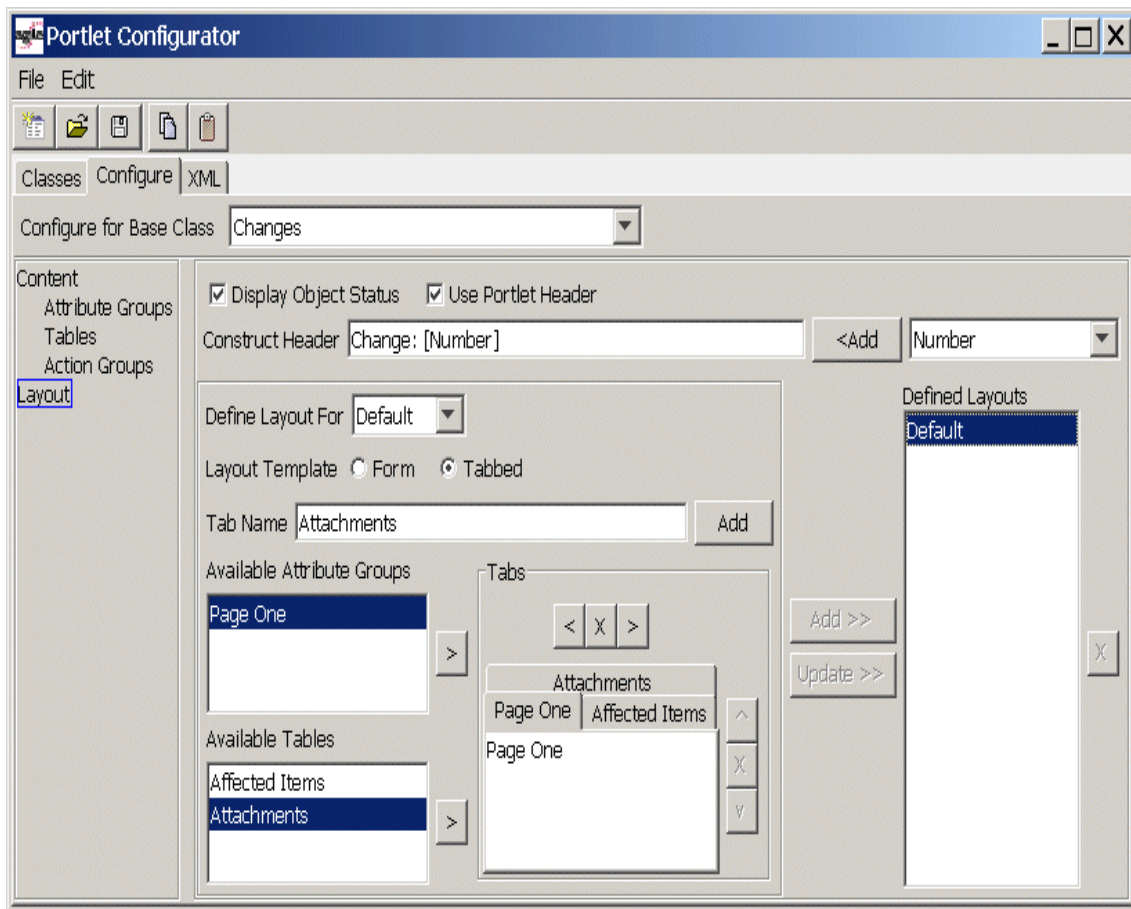 agile Portlet Configurator
File Edit
Classes Configure XML
Configure for Base Class Changes
Content
Attribute Groups
Tables
Action Groups
Layout
Display Object Status Use Portlet Header
Construct Header Change: [Number] <Add Number
Define Layout For Default
Layout Template Form Tabbed
Tab Name Attachments Add
Available Attribute Groups
Page One
>
Available Tables
Affected Items
Attachments
>
Tabs
< X >
Attachments
Page One Affected Items
Page One
^
X
v
Add >>
Update >>
Defined Layouts
Default
X